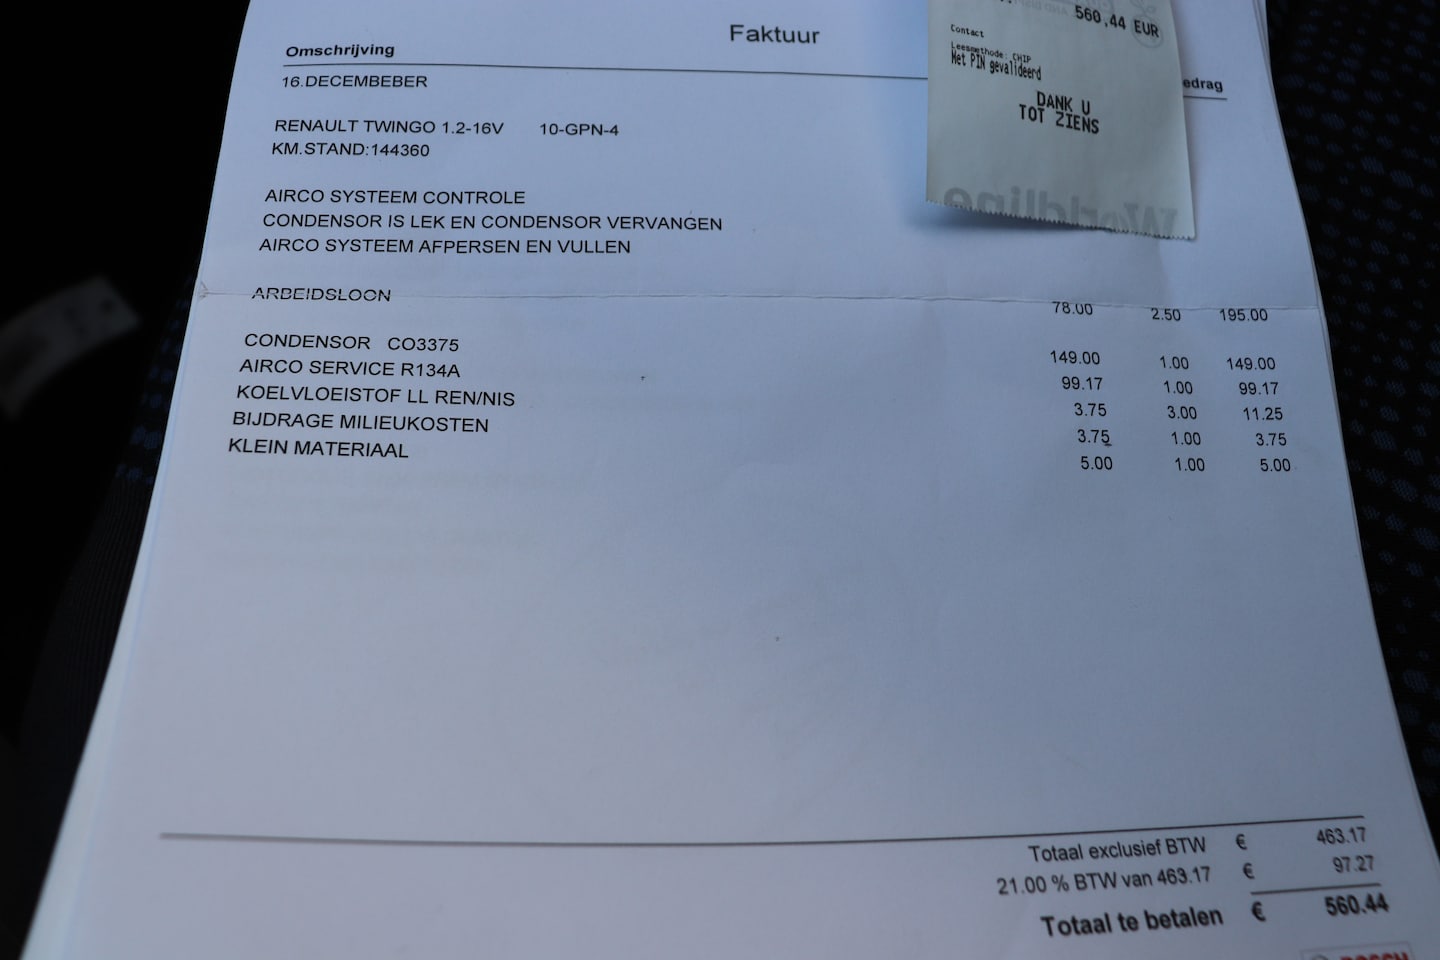 560,44 EUR
Contact
Leesmethode: CHIP
Met PIN gevalideerd
DANK U
TOT ZIENS
Worldline
Faktuur
Omschrijving edrag
16.DECEMBEBER
RENAULT TWINGO 1.2-16V 10-GPN-4
KM.STAND:144360
AIRCO SYSTEEM CONTROLE
CONDENSOR IS LEK EN CONDENSOR VERVANGEN
AIRCO SYSTEEM AFPERSEN EN VULLEN
ARBEIDSLOON 78.00 2.50 195.00
CONDENSOR CO3375 149.00 1.00 149.00
AIRCO SERVICE R134A 99.17 1.00 99.17
KOELVLOEISTOF LL REN/NIS 3.75 3.00 11.25
BIJDRAGE MILIEUKOSTEN 3.75 1.00 3.75
KLEIN MATERIAAL 5.00 1.00 5.00
Totaal exclusief BTW € 463.17
21.00 % BTW van 463.17 € 97.27
Totaal te betalen € 560.44
BOSCH